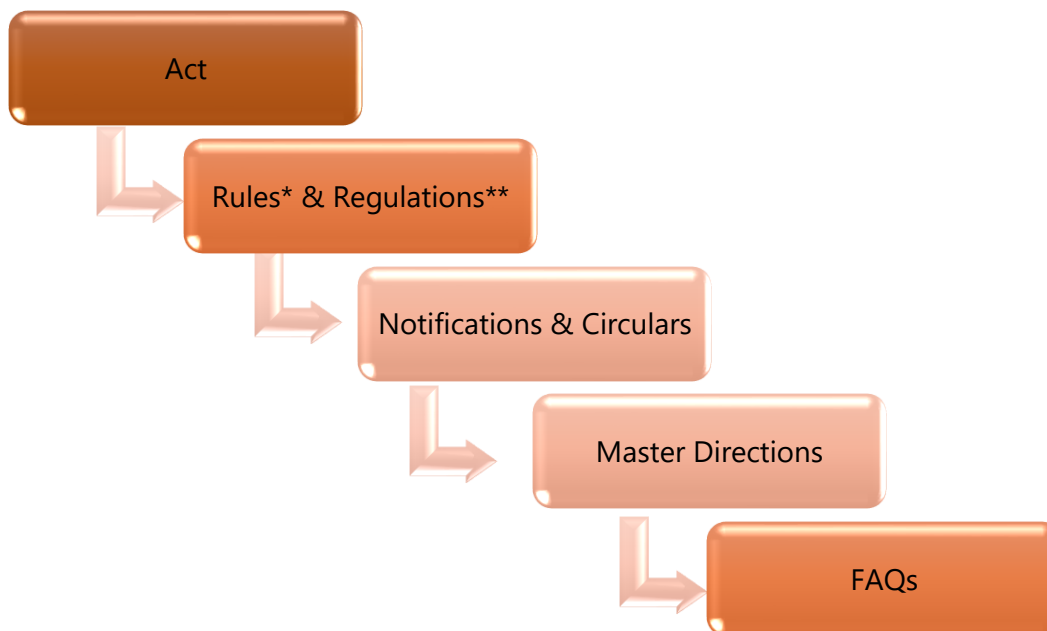 Act
Rules* & Regulations**
Notifications & Circulars
Master Directions
FAQs